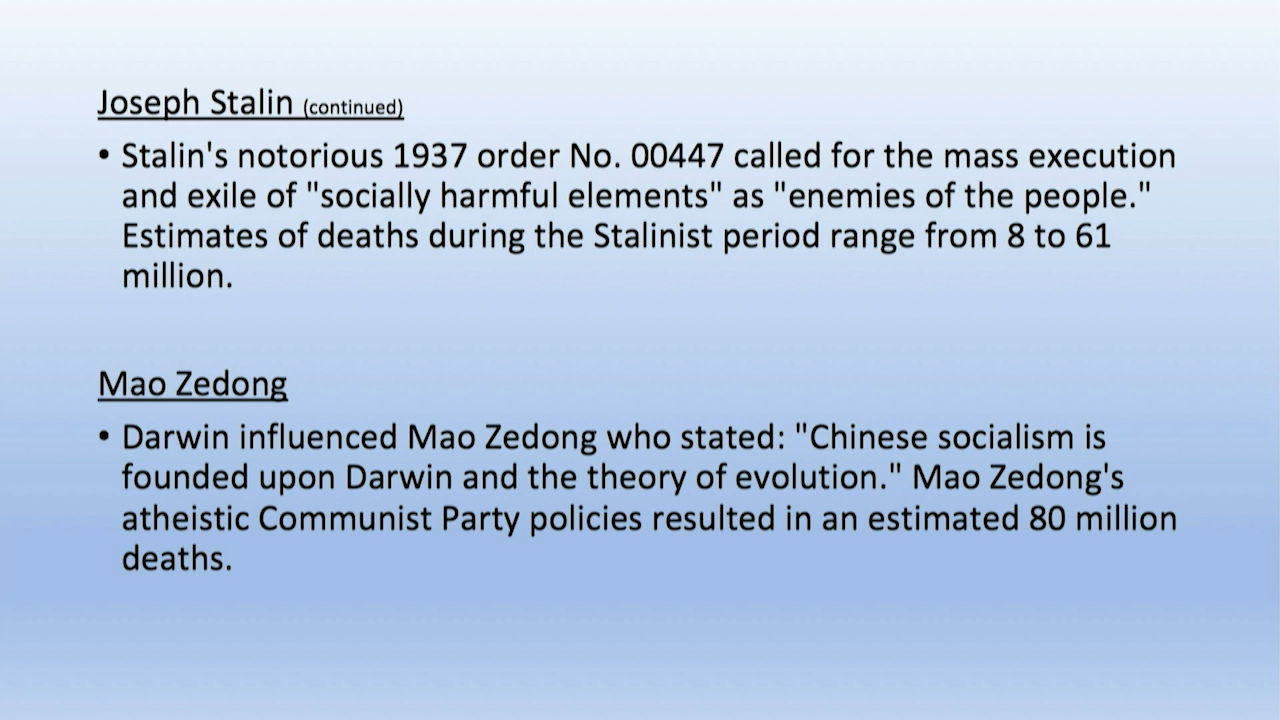 Joseph Stalin (continued)
• Stalin's notorious 1937 order No. 00447 called for the mass execution
and exile of "socially harmful elements" as "enemies of the people."
Estimates of deaths during the Stalinist period range from 8 to 61
million.
Mao Zedong
• Darwin influenced Mao Zedong who stated: "Chinese socialism is
founded upon Darwin and the theory of evolution." Mao Zedong's
atheistic Communist Party policies resulted in an estimated 80 million
deaths.